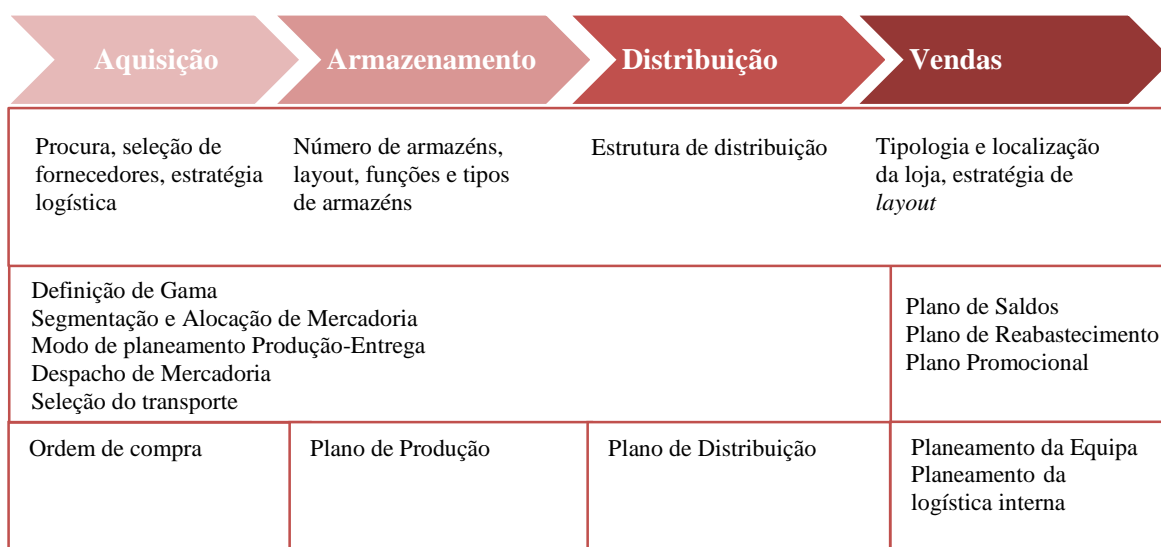 Aquisição
Armazenamento
Distribuição
Vendas
Procura, seleção de
fornecedores, estratégia
logística
Número de armazéns,
layout, funções e tipos
de armazéns
Estrutura de distribuição
Tipologia e localização
da loja, estratégia de
layout
Definição de Gama
Segmentação e Alocação de Mercadoria
Modo de planeamento Produção-Entrega
Despacho de Mercadoria
Seleção do transporte
Plano de Saldos
Plano de Reabastecimento
Plano Promocional
Ordem de compra
Plano de Produção
Plano de Distribuição
Planeamento da Equipa
Planeamento da
logística interna